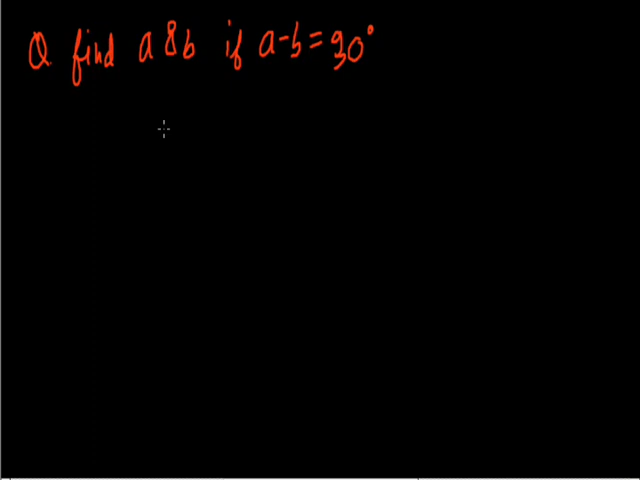 Q find a & b if a-b = 90°